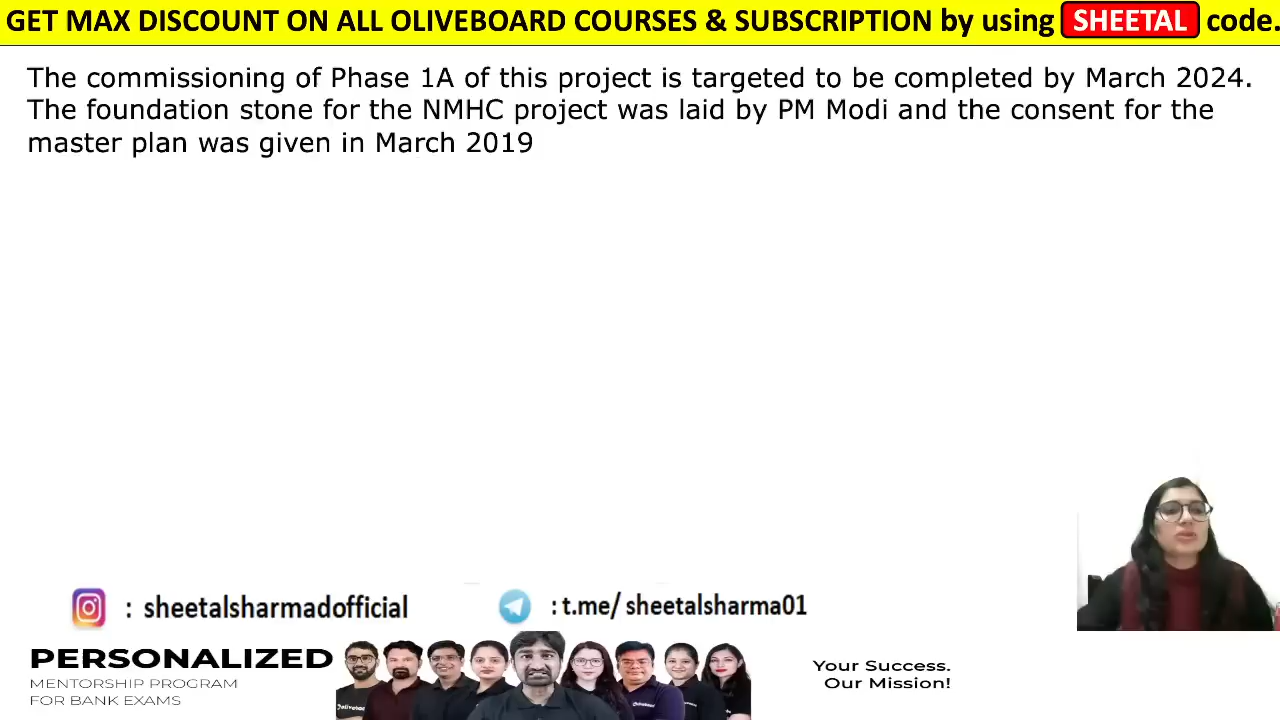 GET MAX DISCOUNT ON ALL OLIVEBOARD COURSES & SUBSCRIPTION by using SHEETAL code.
The commissioning of Phase 1A of this project is targeted to be completed by March 2024.
The foundation stone for the NMHC project was laid by PM Modi and the consent for the
master plan was given in March 2019
: sheetalsharmadofficial
: t.me/ sheetalsharma01
PERSONALIZED
MENTORSHIP PROGRAM
FOR BANK EXAMS
Your Success.
Our Mission!